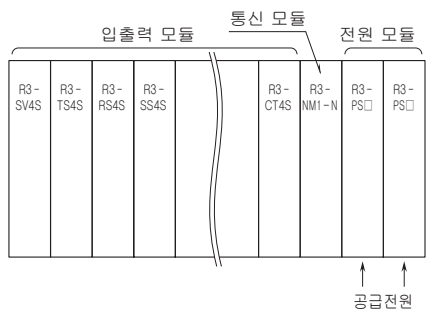 통신 모듈
입출력 모듈
전원 모듈
R3-
SV4S
R3-
TS4S
R3-
RS4S
R3-
SS4S
R3-
CT4S
R3-
NM1-N
R3-
PS□
R3-
PS□
공급전원